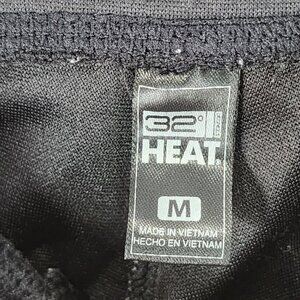 32°
HEAT.
M
MADE IN VIETNAM
HECHO EN VIETNAM